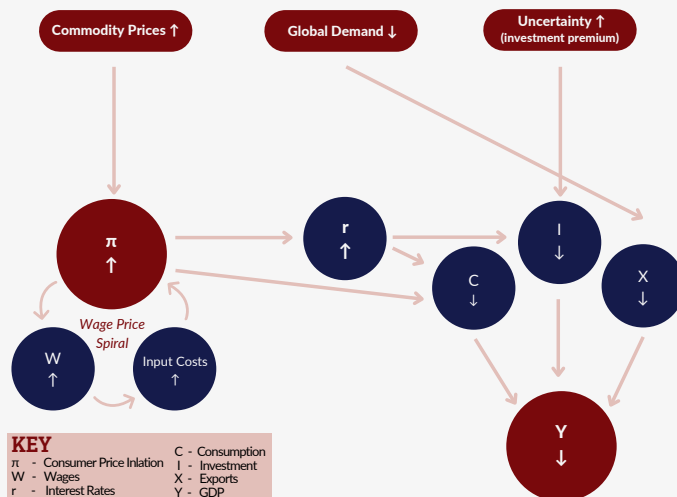 Commodity Prices ↑
Global Demand ↓
Uncertainty ↑
(investment premium)
π
↑
r
↑
I
↓
C
↓
X
↓
Wage Price
Spiral
W
↑
Input Costs
↑
Y
↓
KEY
π - Consumer Price Inlation
W - Wages
r - Interest Rates
C - Consumption
I - Investment
X - Exports
Y - GDP